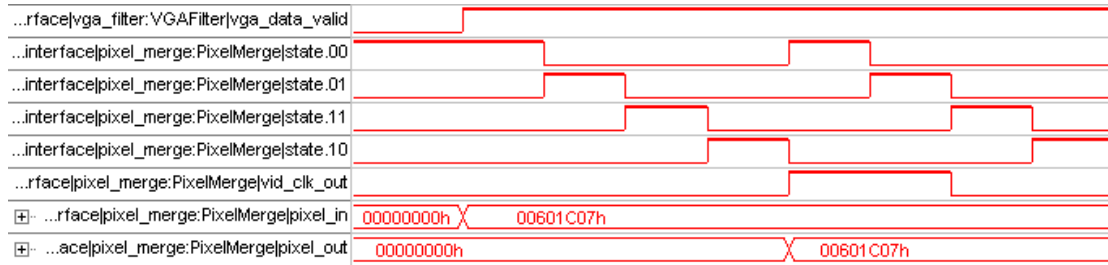 ...rface|vga_filter:VGAFilter|vga_data_valid
...interface|pixel_merge:PixelMerge|state.00
...interface|pixel_merge:PixelMerge|state.01
...interface|pixel_merge:PixelMerge|state.11
...interface|pixel_merge:PixelMerge|state.10
...rface|pixel_merge:PixelMerge|vid_clk_out
...rface|pixel_merge:PixelMerge|pixel_in 00000000h 00601C07h
...ace|pixel_merge:PixelMerge|pixel_out 00000000h 00601C07h